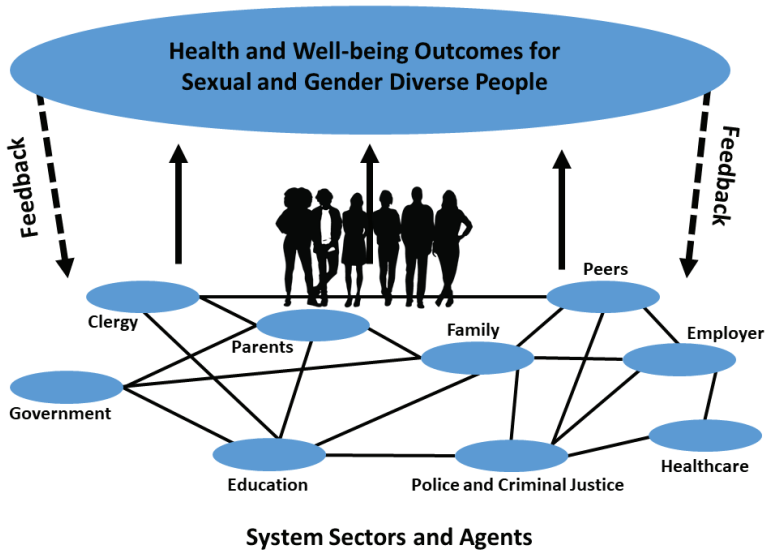 Health and Well-being Outcomes for
Sexual and Gender Diverse People
Feedback
Feedback
Peers
Clergy
Parents
Family
Employer
Government
Education
Police and Criminal Justice
Healthcare
System Sectors and Agents